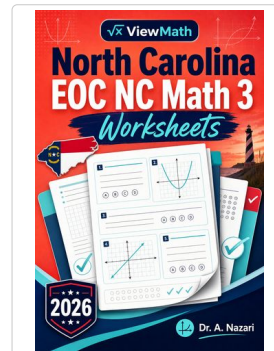 √x ViewMath
North Carolina
EOC NC Math 3
Worksheets
2026
Dr. A. Nazari